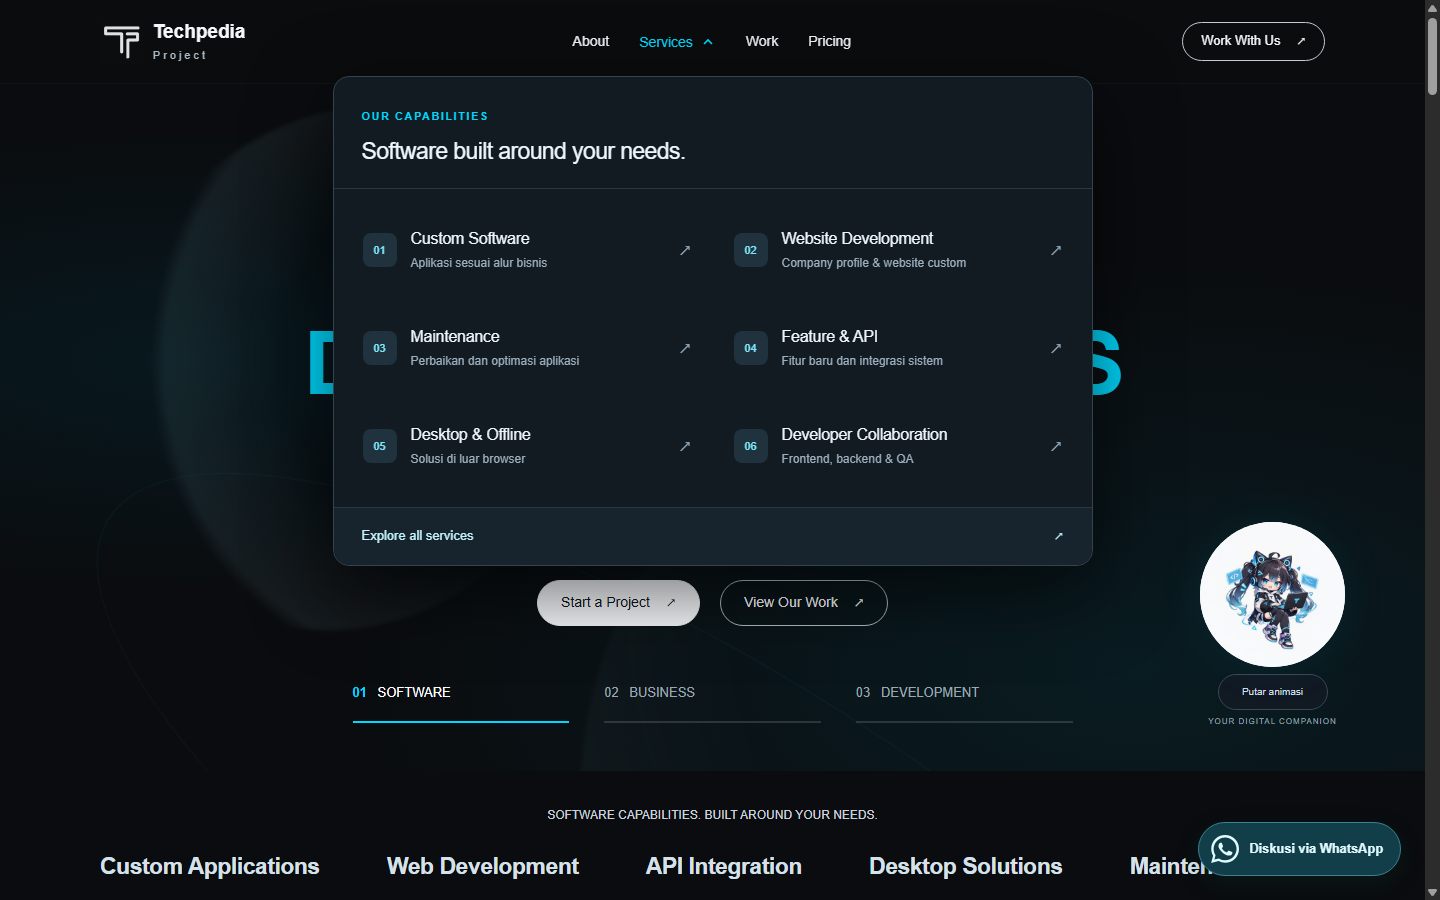 Techpedia
Project
About
Services
Work
Pricing
Work With Us
OUR CAPABILITIES
Software built around your needs.
01
Custom Software
Aplikasi sesuai alur bisnis
02
Website Development
Company profile & website custom
03
Maintenance
Perbaikan dan optimasi aplikasi
04
Feature & API
Fitur baru dan integrasi sistem
05
Desktop & Offline
Solusi di luar browser
06
Developer Collaboration
Frontend, backend & QA
Explore all services
Start a Project
View Our Work
01 SOFTWARE
02 BUSINESS
03 DEVELOPMENT
Putar animasi
YOUR DIGITAL COMPANION
SOFTWARE CAPABILITIES. BUILT AROUND YOUR NEEDS.
Custom Applications
Web Development
API Integration
Desktop Solutions
Diskusi via WhatsApp